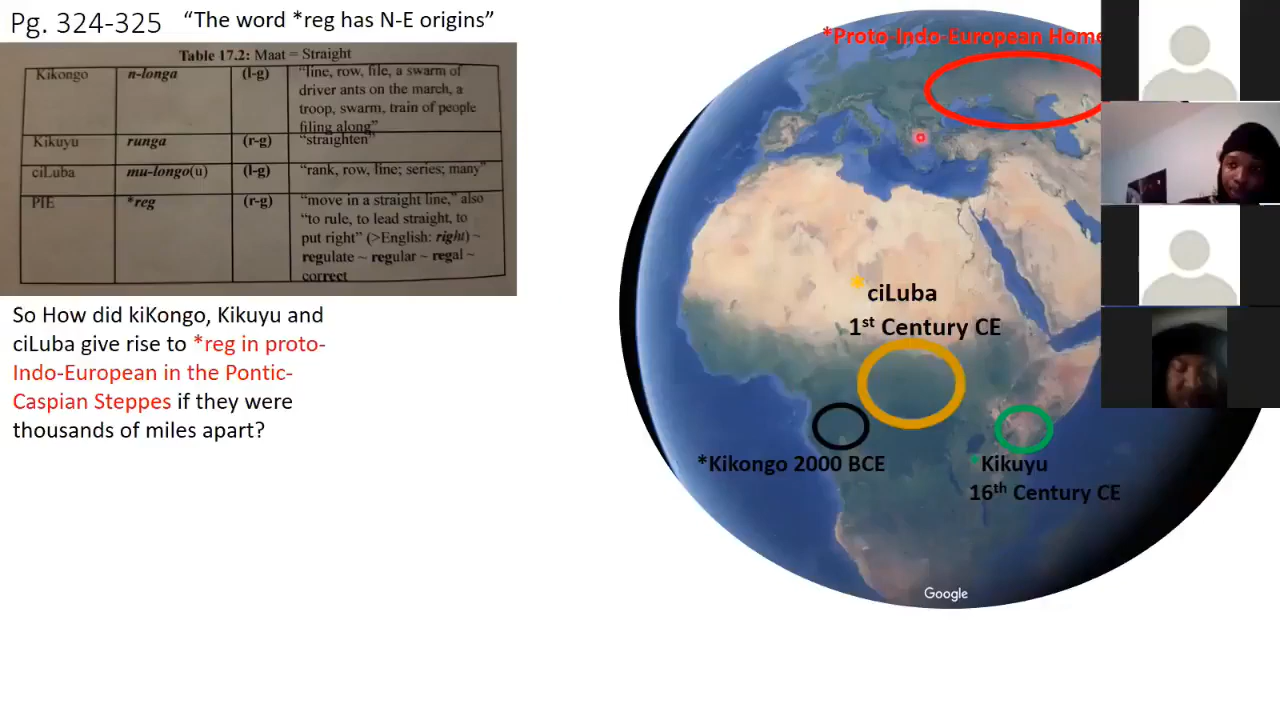 Pg. 324-325 “The word *reg has N-E origins”
Table 17.2: Maat = Straight
Kikongo n-longa (l-g) “line, row, file, a swarm of
driver ants on the march, a
troop, swarm, train of people
filing along”
Kikuyu runga (r-g) “straighten”
ciLuba mu-longo(u) (l-g) “rank, row, line; series; many”
PIE *reg (r-g) “move in a straight line,” also
“to rule, to lead straight, to
put right” (>English: right) ~
regulate ~ regular ~ regal ~
correct
So How did kiKongo, Kikuyu and
ciLuba give rise to *reg in proto-
Indo-European in the Pontic-
Caspian Steppes if they were
thousands of miles apart?
*Proto-Indo-European Home
*ciLuba
1st Century CE
*Kikongo 2000 BCE
*Kikuyu
16th Century CE
Google